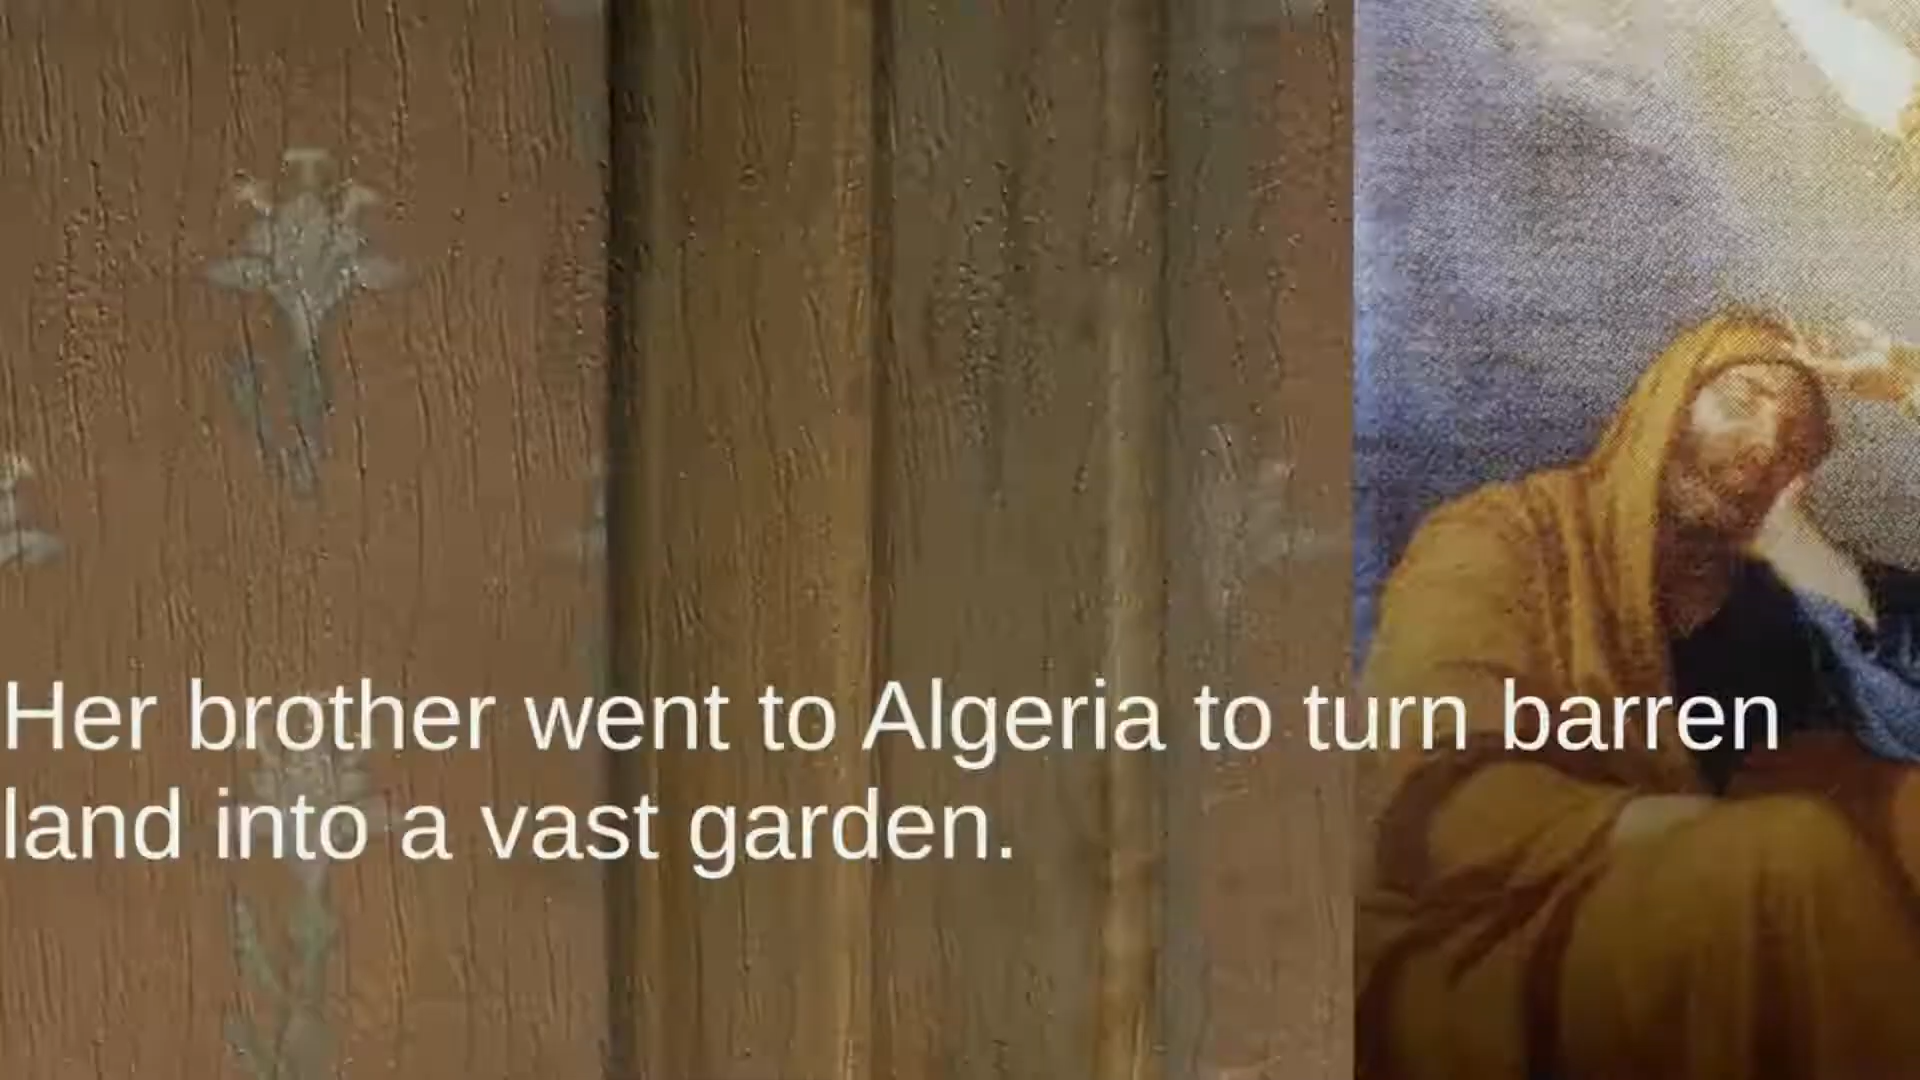 Her brother went to Algeria to turn barren
land into a vast garden.